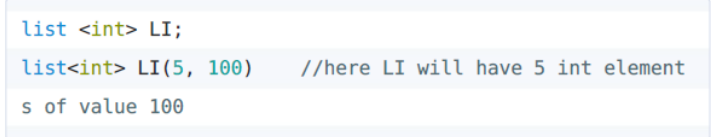 list <int> LI;
list<int> LI(5, 100)    //here LI will have 5 int element
s of value 100